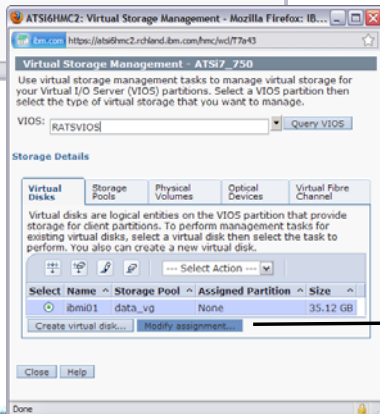 ATSI6HMC2: Virtual Storage Management - Mozilla Firefox: IB...
ibm.com https://atsi6hmc2.rchland.ibm.com/hmc/wcl/T7a43
Virtual Storage Management - ATSi7_750
Use virtual storage management tasks to manage virtual storage for
your Virtual I/O Server (VIOS) partitions. Select a VIOS partition then
select the type of virtual storage that you want to manage.
VIOS: RATSVIOS Query VIOS
Storage Details
Virtual Disks Storage Pools Physical Volumes Optical Devices Virtual Fibre Channel
Virtual disks are logical entities on the VIOS partition that provide
storage for client partitions. To perform management tasks for
existing virtual disks, select a virtual disk then select the task to
perform. You also can create a new virtual disk.
--- Select Action ---
Select Name ^ Storage Pool ^ Assigned Partition ^ Size ^
ibmi01 data_vg None 35.12 GB
Create virtual disk... Modify assignment...
Close Help
Done